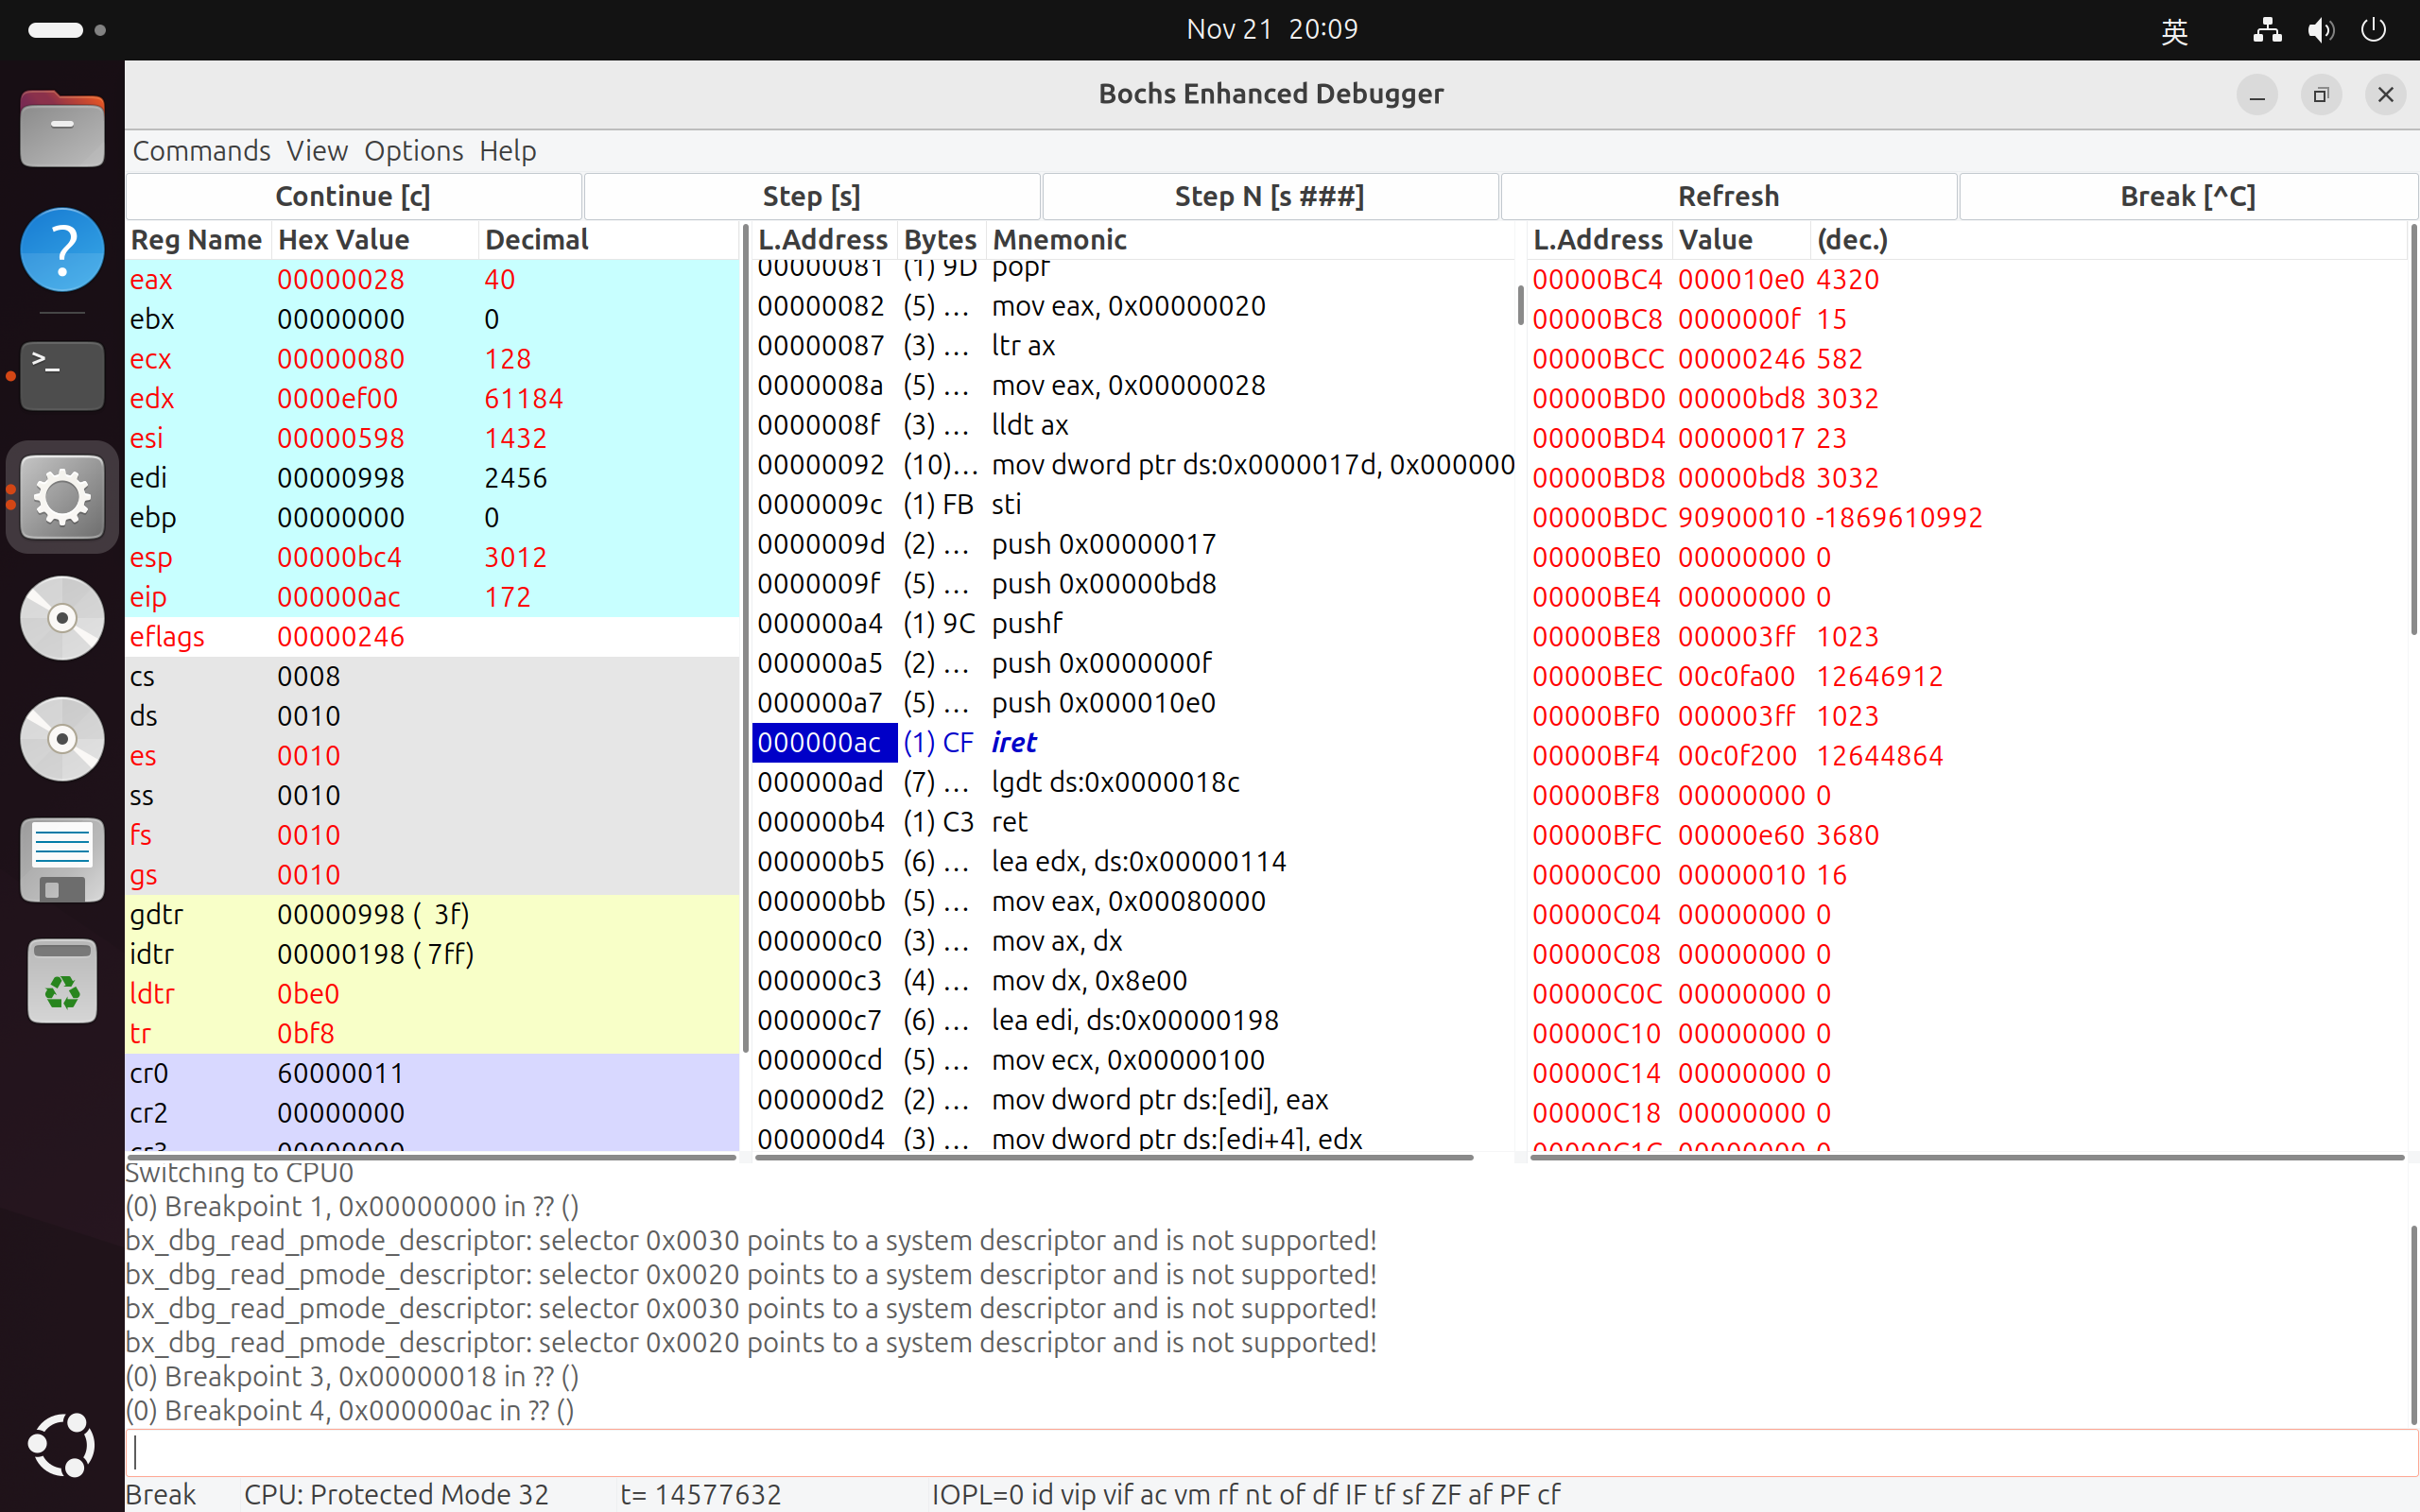 Nov 21 20:09 英
Bochs Enhanced Debugger
Commands View Options Help
Continue [c] Step [s] Step N [s ###] Refresh Break [^C]
Reg Name Hex Value Decimal
eax 00000028 40
ebx 00000000 0
ecx 00000080 128
edx 0000ef00 61184
esi 00000598 1432
edi 00000998 2456
ebp 00000000 0
esp 00000bc4 3012
eip 000000ac 172
eflags 00000246
cs 0008
ds 0010
es 0010
ss 0010
fs 0010
gs 0010
gdtr 00000998 ( 3f)
idtr 00000198 ( 7ff)
ldtr 0be0
tr 0bf8
cr0 60000011
cr2 00000000
cr3 00000000
L.Address Bytes Mnemonic
00000081 (1) 9D popf
00000082 (5) ... mov eax, 0x00000020
00000087 (3) ... ltr ax
0000008a (5) ... mov eax, 0x00000028
0000008f (3) ... lldt ax
00000092 (10)... mov dword ptr ds:0x0000017d, 0x000000
0000009c (1) FB sti
0000009d (2) ... push 0x00000017
0000009f (5) ... push 0x00000bd8
000000a4 (1) 9C pushf
000000a5 (2) ... push 0x0000000f
000000a7 (5) ... push 0x000010e0
000000ac (1) CF iret
000000ad (7) ... lgdt ds:0x0000018c
000000b4 (1) C3 ret
000000b5 (6) ... lea edx, ds:0x00000114
000000bb (5) ... mov eax, 0x00080000
000000c0 (3) ... mov ax, dx
000000c3 (4) ... mov dx, 0x8e00
000000c7 (6) ... lea edi, ds:0x00000198
000000cd (5) ... mov ecx, 0x00000100
000000d2 (2) ... mov dword ptr ds:[edi], eax
000000d4 (3) ... mov dword ptr ds:[edi+4], edx
L.Address Value (dec.)
00000BC4 000010e0 4320
00000BC8 0000000f 15
00000BCC 00000246 582
00000BD0 00000bd8 3032
00000BD4 00000017 23
00000BD8 00000bd8 3032
00000BDC 90900010 -1869610992
00000BE0 00000000 0
00000BE4 00000000 0
00000BE8 000003ff 1023
00000BEC 00c0fa00 12646912
00000BF0 000003ff 1023
00000BF4 00c0f200 12644864
00000BF8 00000000 0
00000BFC 00000e60 3680
00000C00 00000010 16
00000C04 00000000 0
00000C08 00000000 0
00000C0C 00000000 0
00000C10 00000000 0
00000C14 00000000 0
00000C18 00000000 0
00000C1C 00000000 0
Switching to CPU0
(0) Breakpoint 1, 0x00000000 in ?? ()
bx_dbg_read_pmode_descriptor: selector 0x0030 points to a system descriptor and is not supported!
bx_dbg_read_pmode_descriptor: selector 0x0020 points to a system descriptor and is not supported!
bx_dbg_read_pmode_descriptor: selector 0x0030 points to a system descriptor and is not supported!
bx_dbg_read_pmode_descriptor: selector 0x0020 points to a system descriptor and is not supported!
(0) Breakpoint 3, 0x00000018 in ?? ()
(0) Breakpoint 4, 0x000000ac in ?? ()
Break CPU: Protected Mode 32 t= 14577632 IOPL=0 id vip vif ac vm rf nt of df IF tf sf ZF af PF cf